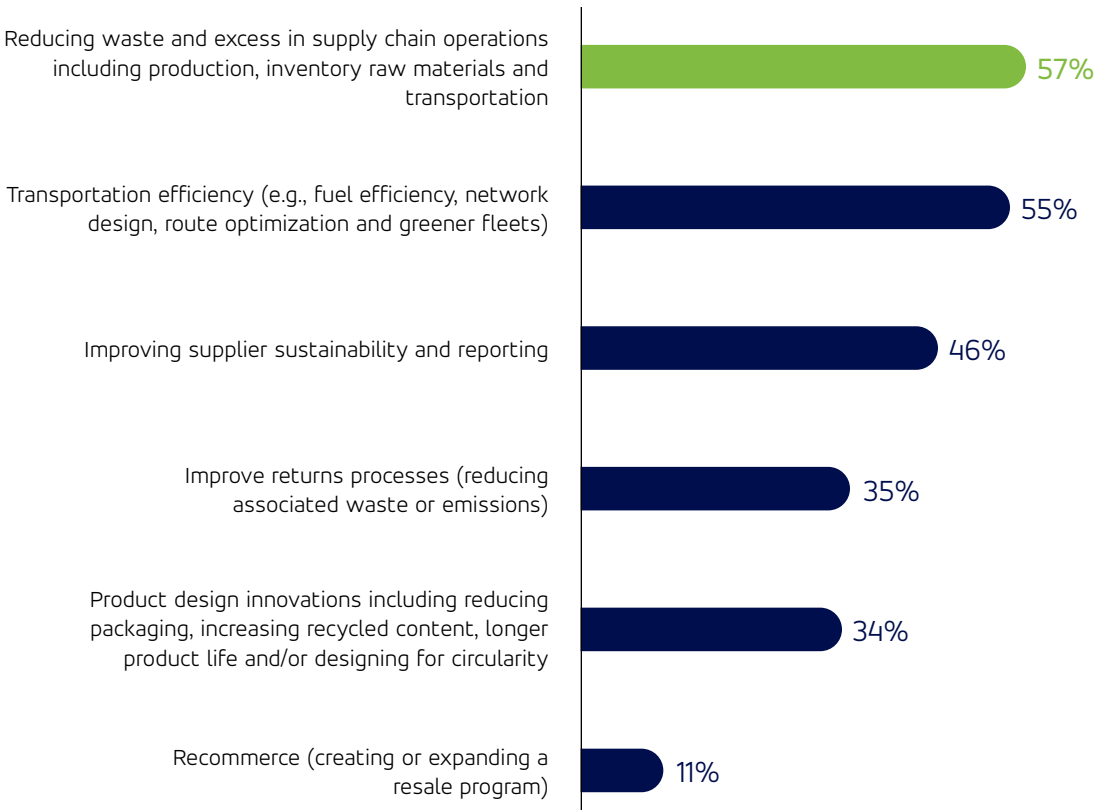 Reducing waste and excess in supply chain operations
including production, inventory raw materials and
transportation
57%
Transportation efficiency (e.g., fuel efficiency, network
design, route optimization and greener fleets)
55%
Improving supplier sustainability and reporting
46%
Improve returns processes (reducing
associated waste or emissions)
35%
Product design innovations including reducing
packaging, increasing recycled content, longer
product life and/or designing for circularity
34%
Recommerce (creating or expanding a
resale program)
11%